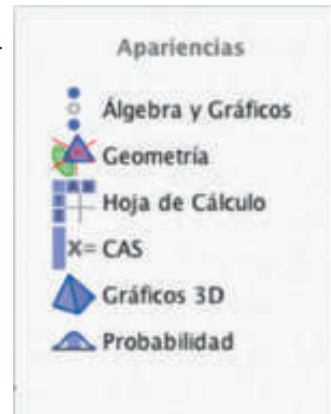 Apariencias
Álgebra y Gráficos
Geometría
Hoja de Cálculo
X= CAS
Gráficos 3D
Probabilidad